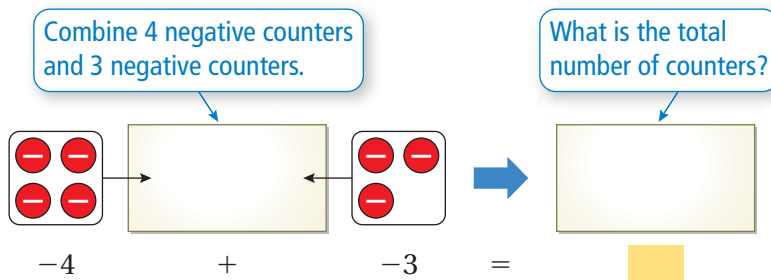 Combine 4 negative counters
and 3 negative counters.
What is the total
number of counters?
−4 + −3 =